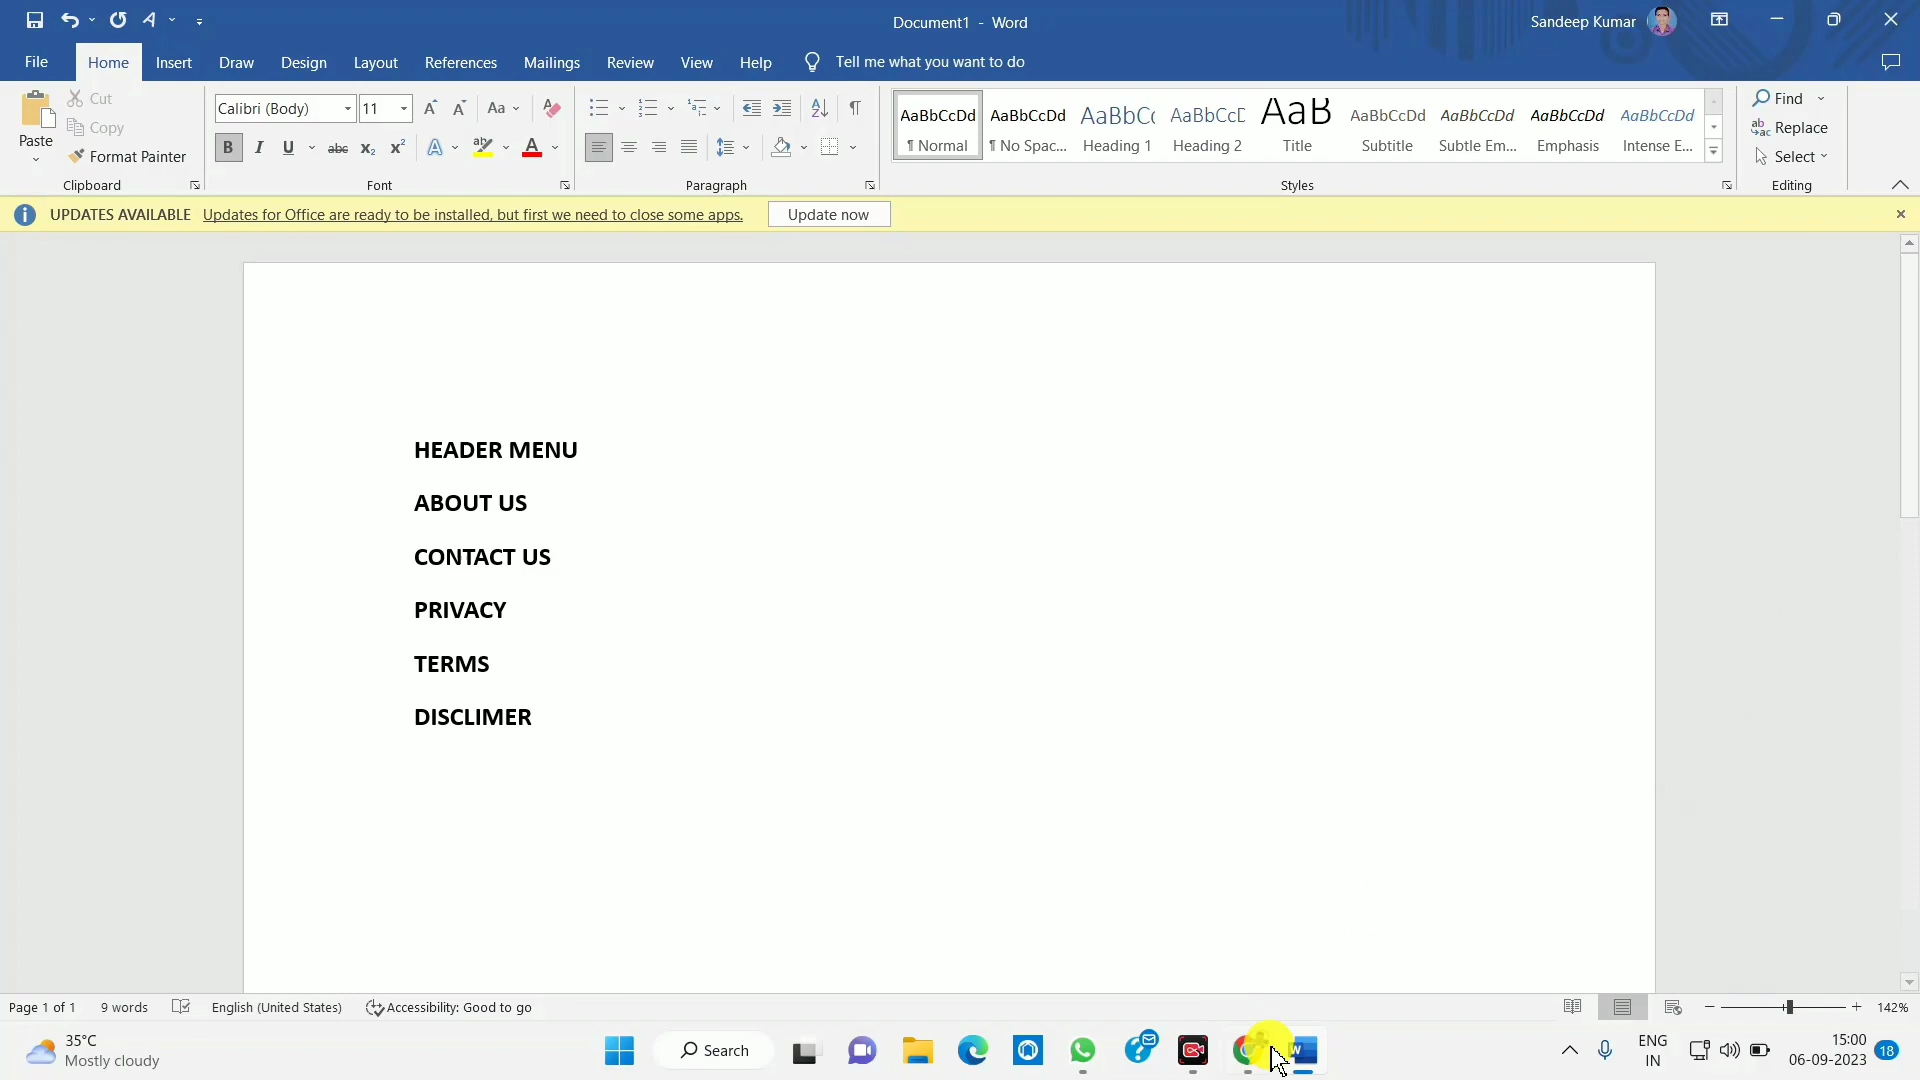 Document1 - Word
Sandeep Kumar
File Home Insert Draw Design Layout References Mailings Review View Help Tell me what you want to do
Paste
Cut
Copy
Format Painter
Clipboard
Calibri (Body) 11
Font
Paragraph
AaBbCcDd AaBbCcDd AaBbC AaBbCcC AaB AaBbCcDd AaBbCcDd AaBbCcDd AaBbCcDd
¶ Normal ¶ No Spac... Heading 1 Heading 2 Title Subtitle Subtle Em... Emphasis Intense E...
Styles
Find
Replace
Select
Editing
UPDATES AVAILABLE Updates for Office are ready to be installed, but first we need to close some apps. Update now
HEADER MENU
ABOUT US
CONTACT US
PRIVACY
TERMS
DISCLIMER
Page 1 of 1 9 words English (United States) Accessibility: Good to go 142%
35°C
Mostly cloudy
Search
ENG
IN
15:00
06-09-2023
18